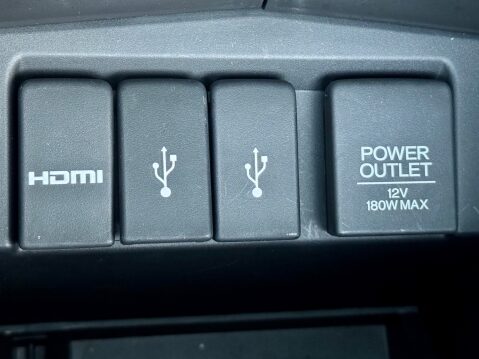 HDMI
POWER
OUTLET
12V
180W MAX